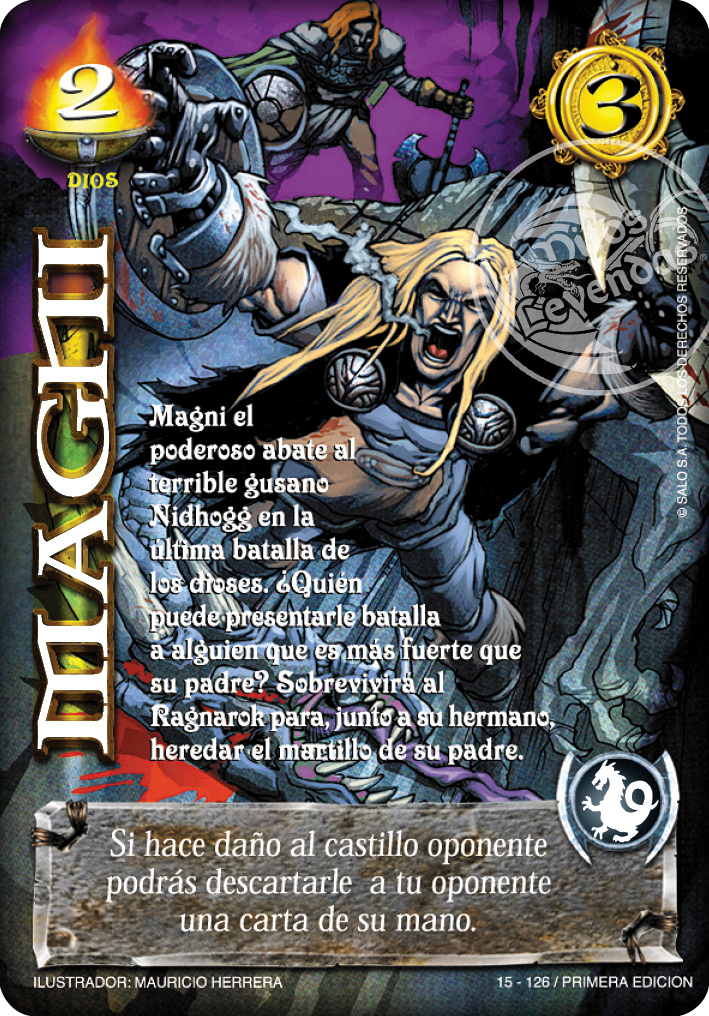 2
DIOS
3
Mitos
Leyendas
MAGNI
Magni el
poderoso abate al
terrible gusano
Nidhogg en la
última batalla de
los dioses. ¿Quién
puede presentarle batalla
a alguien que es más fuerte que
su padre? Sobrevivirá al
Ragnarok para, junto a su hermano,
heredar el martillo de su padre.
© SALO S.A. TODOS LOS DERECHOS RESERVADOS
Si hace daño al castillo oponente
podrás descartarle a tu oponente
una carta de su mano.
ILUSTRADOR: MAURICIO HERRERA
15 - 126 / PRIMERA EDICION